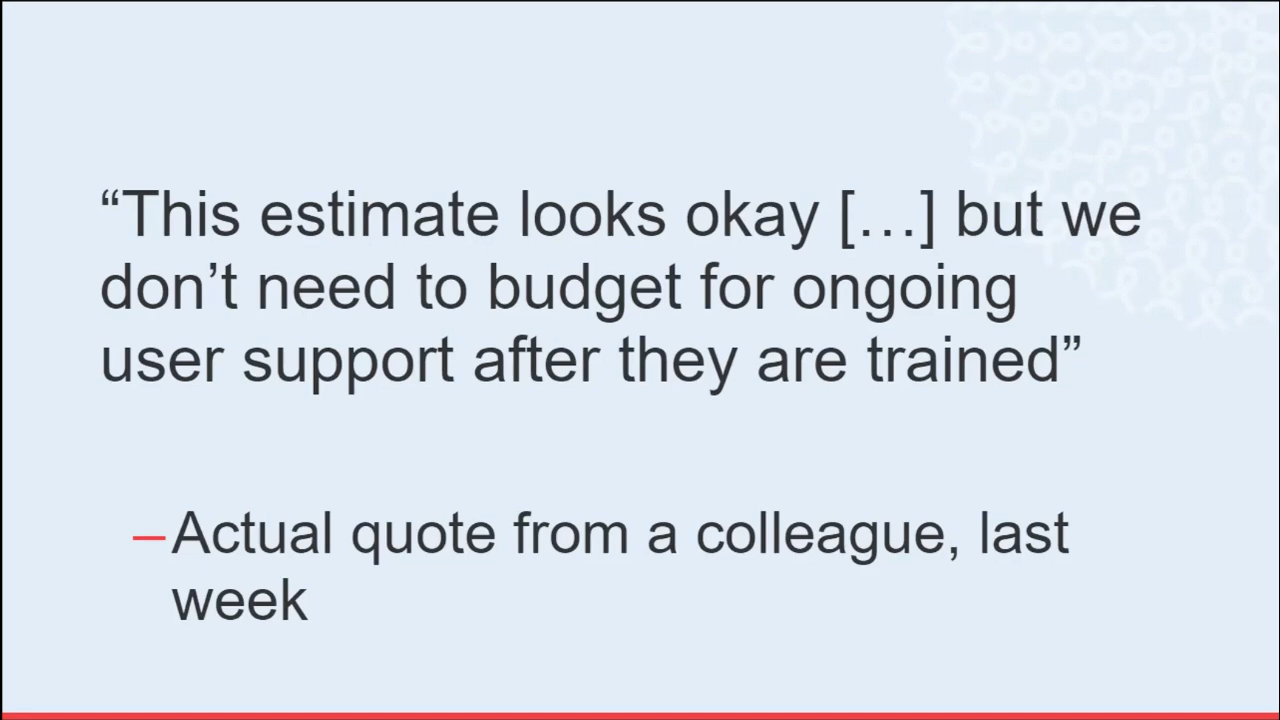 “This estimate looks okay […] but we
don’t need to budget for ongoing
user support after they are trained”
–Actual quote from a colleague, last
week